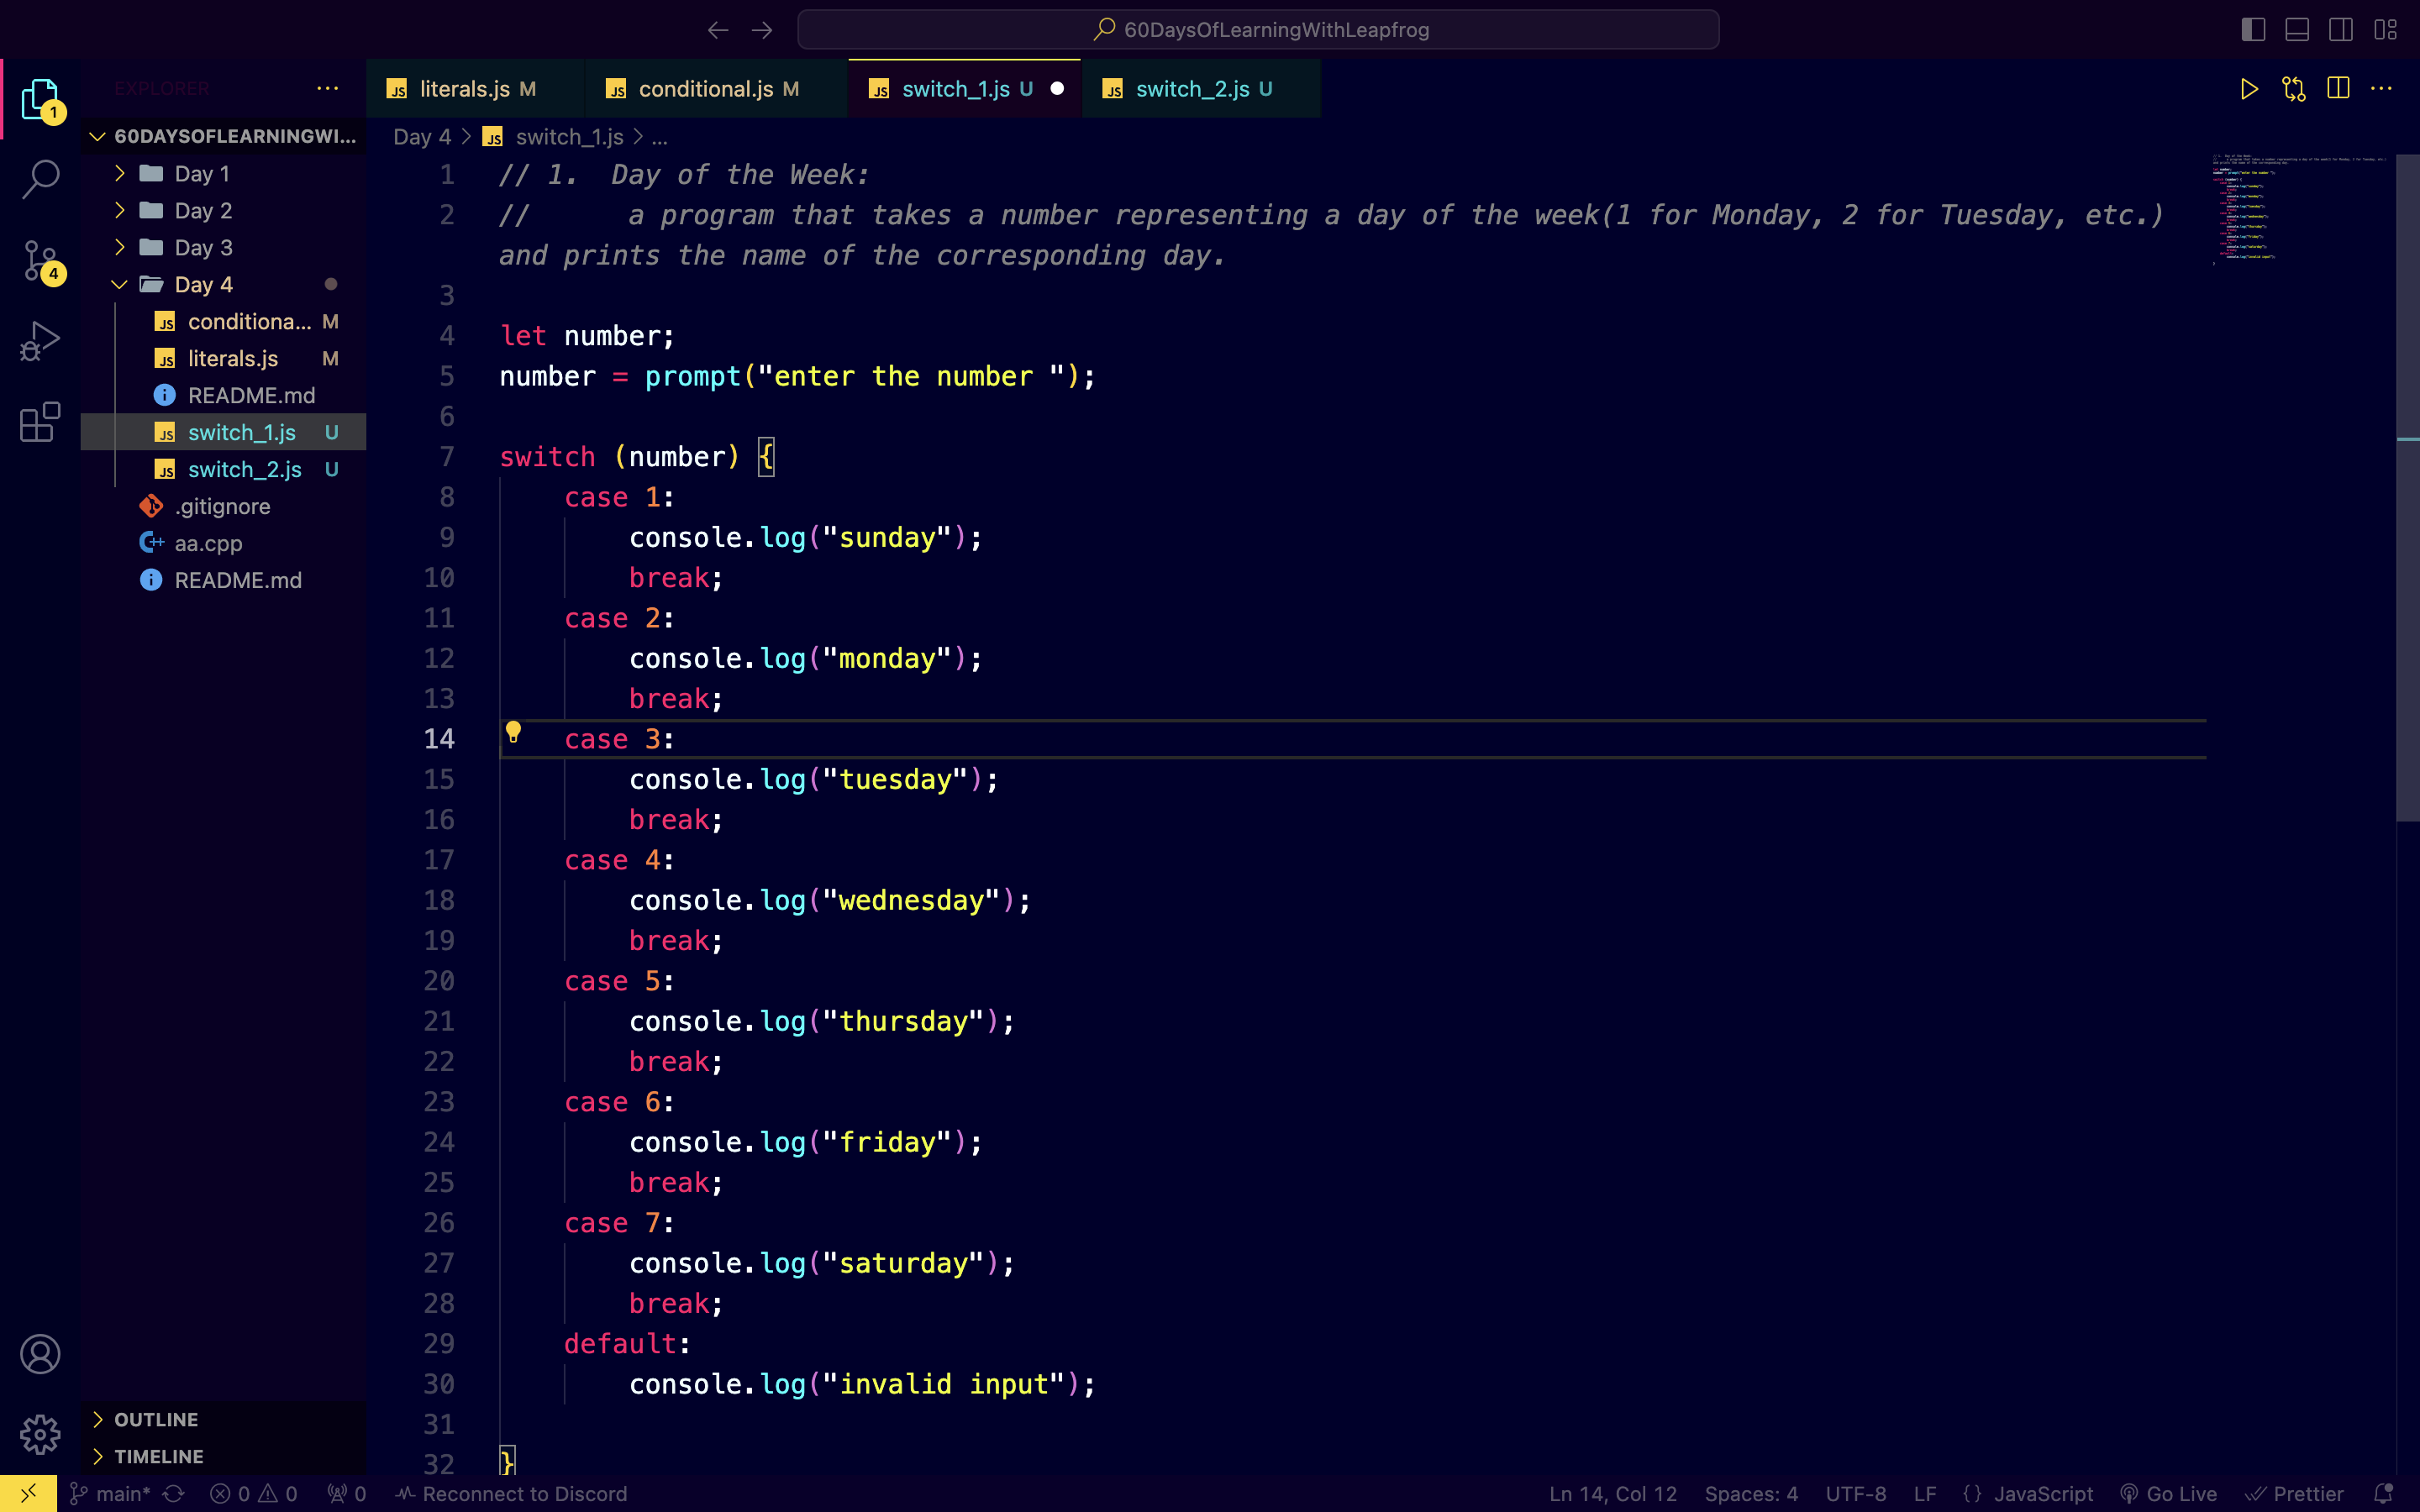 60DaysOfLearningWithLeapfrog
EXPLORER
literals.js M
conditional.js M
switch_1.js U
switch_2.js U
1
60DAYSOFLEARNINGWI...
Day 4 > switch_1.js > ...
Day 1
Day 2
Day 3
Day 4
conditiona... M
literals.js M
README.md
switch_1.js U
switch_2.js U
.gitignore
aa.cpp
README.md
4
1 // 1.  Day of the Week:
2 //      a program that takes a number representing a day of the week(1 for Monday, 2 for Tuesday, etc.)
and prints the name of the corresponding day.
3
4 let number;
5 number = prompt("enter the number ");
6
7 switch (number) {
8     case 1:
9         console.log("sunday");
10         break;
11     case 2:
12         console.log("monday");
13         break;
14     case 3:
15         console.log("tuesday");
16         break;
17     case 4:
18         console.log("wednesday");
19         break;
20     case 5:
21         console.log("thursday");
22         break;
23     case 6:
24         console.log("friday");
25         break;
26     case 7:
27         console.log("saturday");
28         break;
29     default:
30         console.log("invalid input");
31
32 }
OUTLINE
TIMELINE
main* 0 0 0 Reconnect to Discord Ln 14, Col 12 Spaces: 4 UTF-8 LF {} JavaScript Go Live Prettier